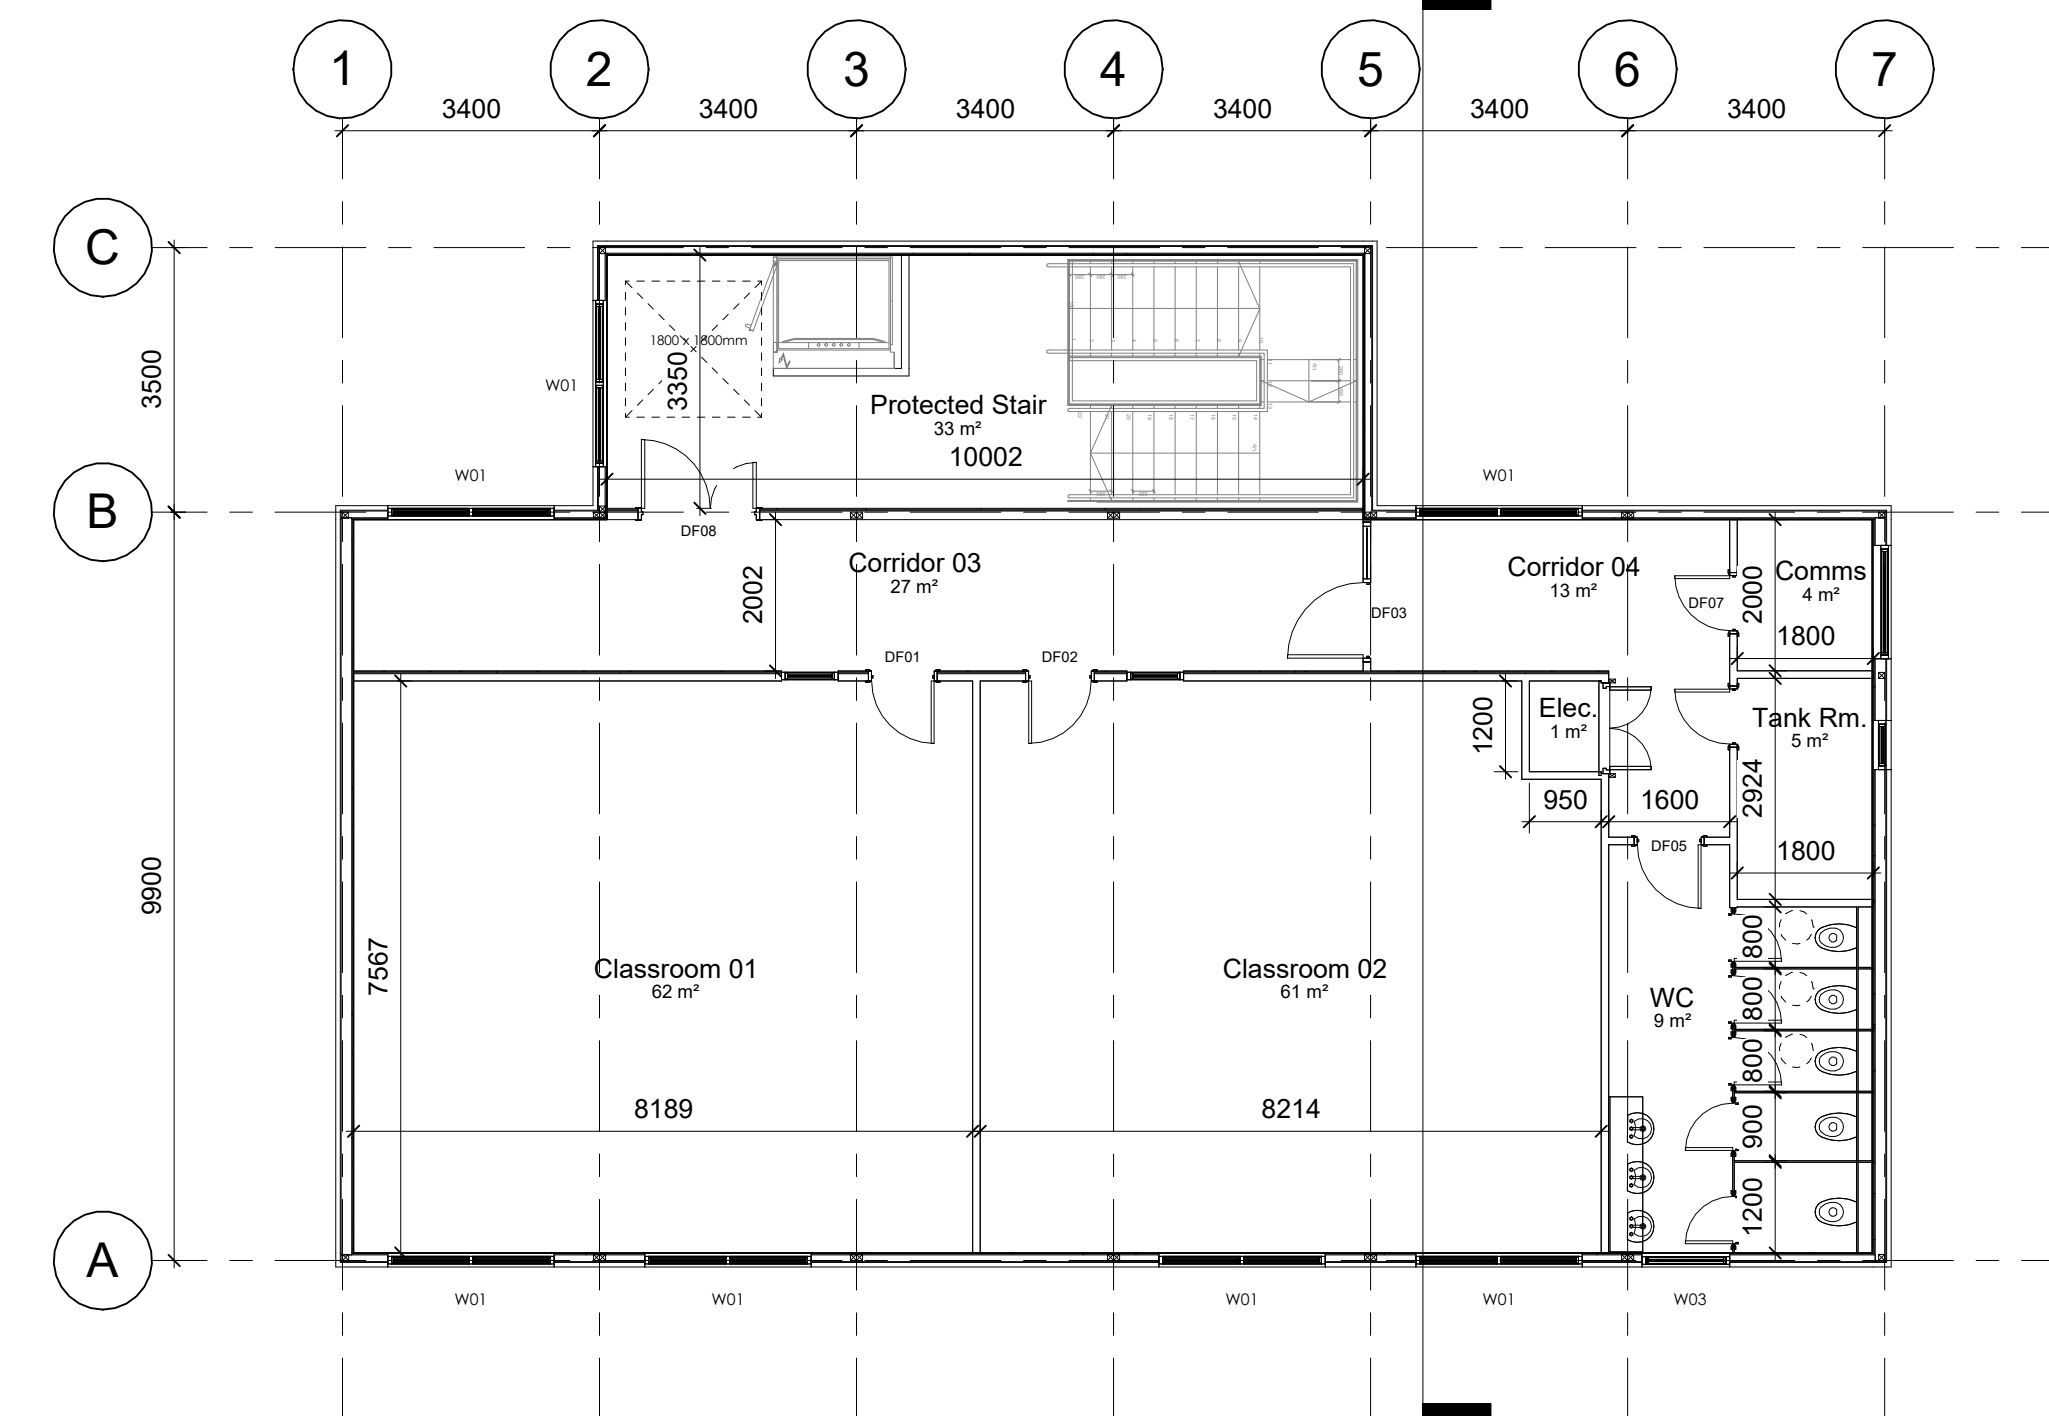 1 2 3 4 5 6 7
3400 3400 3400 3400 3400 3400
C
3500
1800 x 1800mm
3350
W01
Protected Stair
33 m²
10002
W01
W01
B
DF08
Corridor 03
27 m²
2002
DF03
Corridor 04
13 m²
DF07
2000
Comms
4 m²
1800
DF01
DF02
1200
Elec.
1 m²
Tank Rm.
5 m²
2924
950
1600
1800
DF05
9900
7567
Classroom 01
62 m²
Classroom 02
61 m²
WC
9 m²
800
800
800
900
1200
8189
8214
A
W01
W01
W01
W01
W03